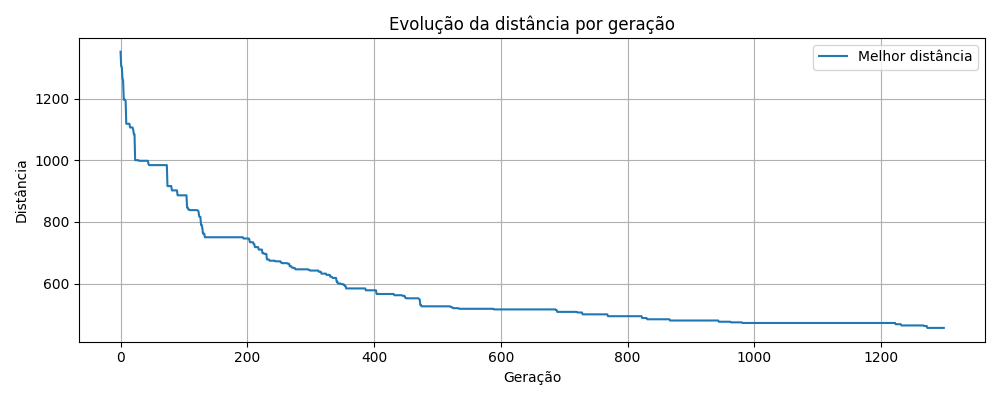 Evolução da distância por geração
Melhor distância
Distância
1200
1000
800
600
0 200 400 600 800 1000 1200
Geração